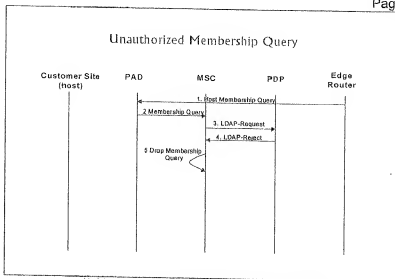 Pag
Unauthorized Membership Query
Customer Site
(host)
PAD
MSC
PDP
Edge
Router
1. Host Membership Query
2 Membership Query
3. LDAP-Request
4. LDAP-Reject
5 Drop Membership
Query